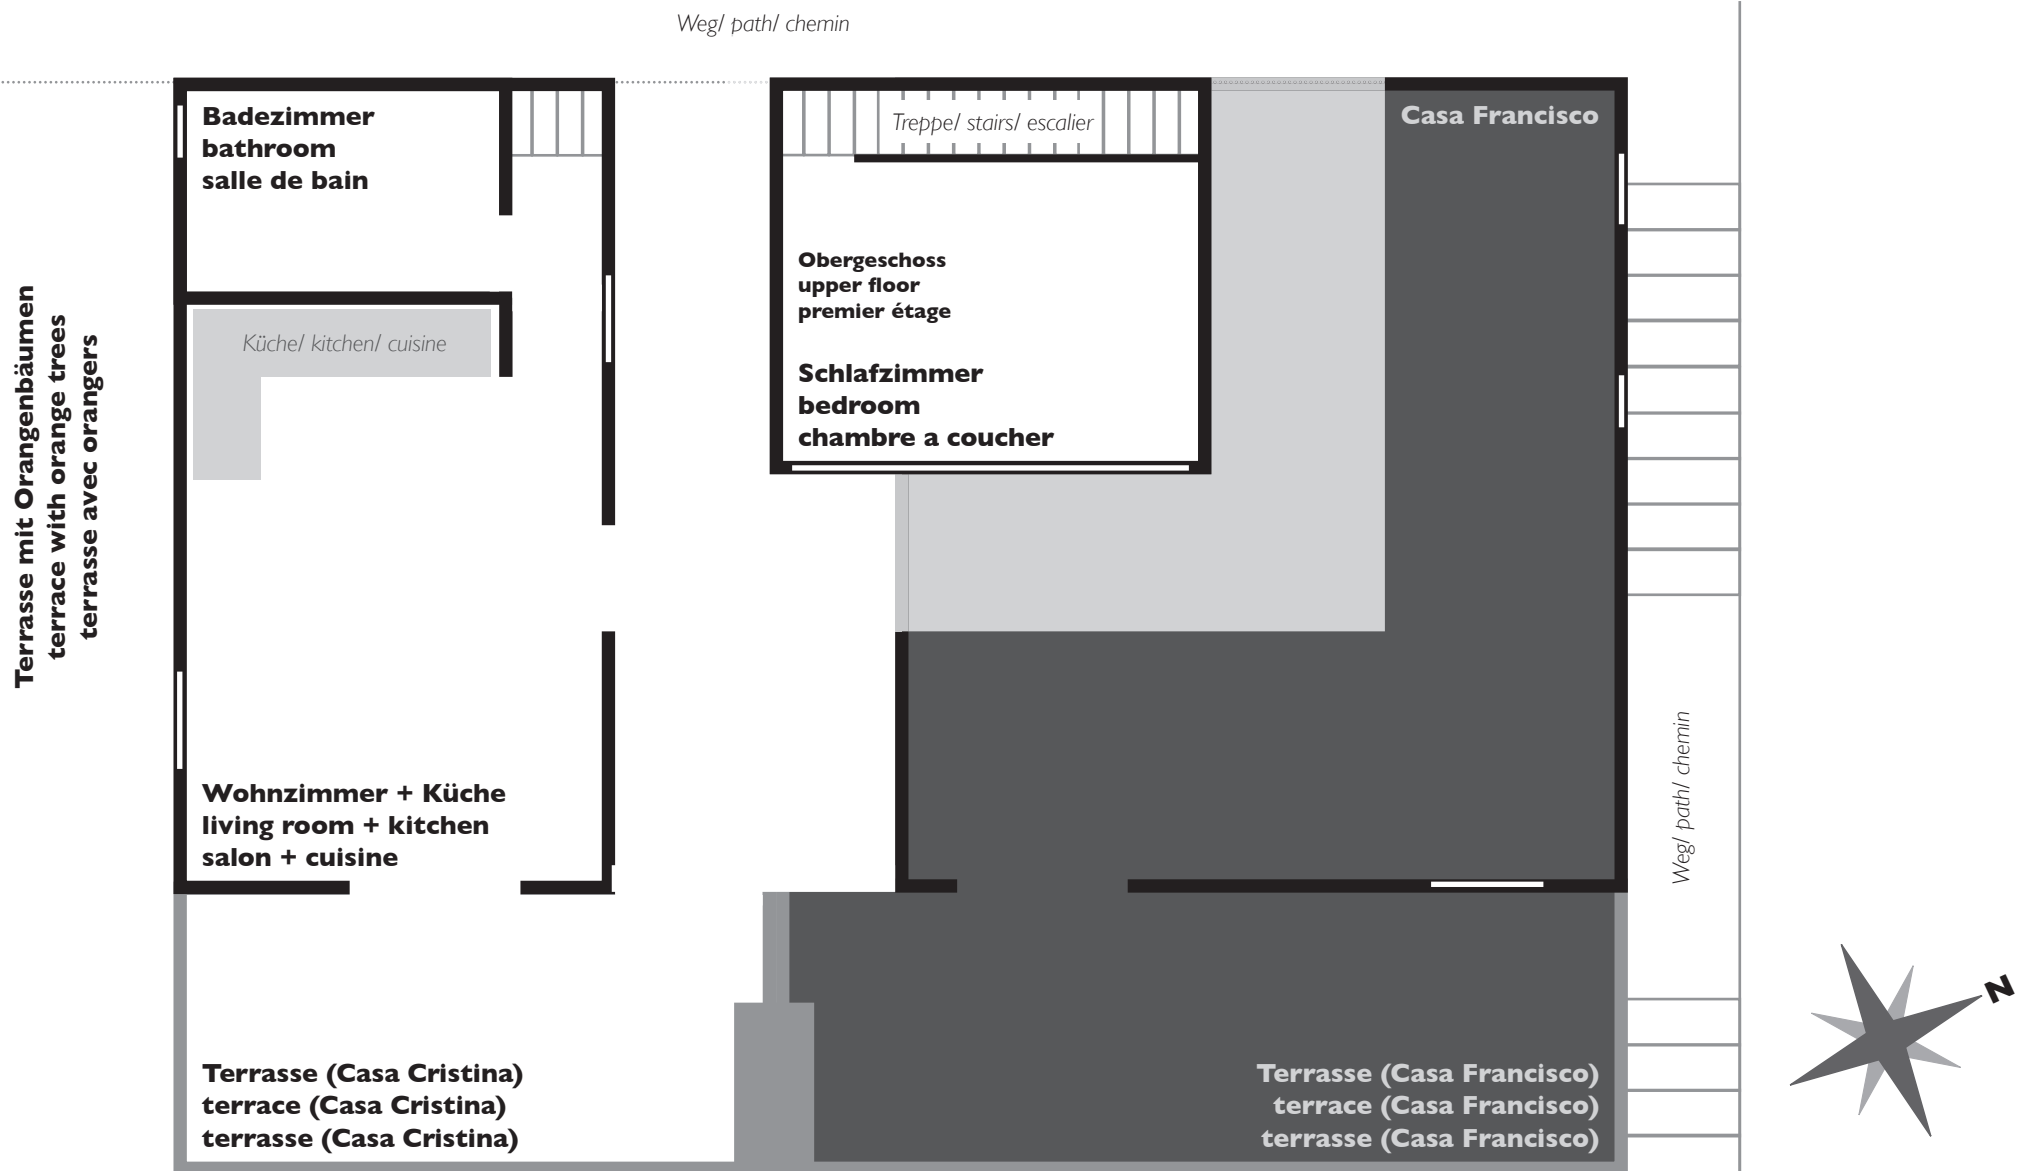 Weg/ path/ chemin
Badezimmer
bathroom
salle de bain
Treppe/ stairs/ escalier
Casa Francisco
Obergeschoss
upper floor
premier étage
Küche/ kitchen/ cuisine
Schlafzimmer
bedroom
chambre a coucher
Terrasse mit Orangenbäumen
terrace with orange trees
terrasse avec orangers
Wohnzimmer + Küche
living room + kitchen
salon + cuisine
Weg/ path/ chemin
N
Terrasse (Casa Cristina)
terrace (Casa Cristina)
terrasse (Casa Cristina)
Terrasse (Casa Francisco)
terrace (Casa Francisco)
terrasse (Casa Francisco)